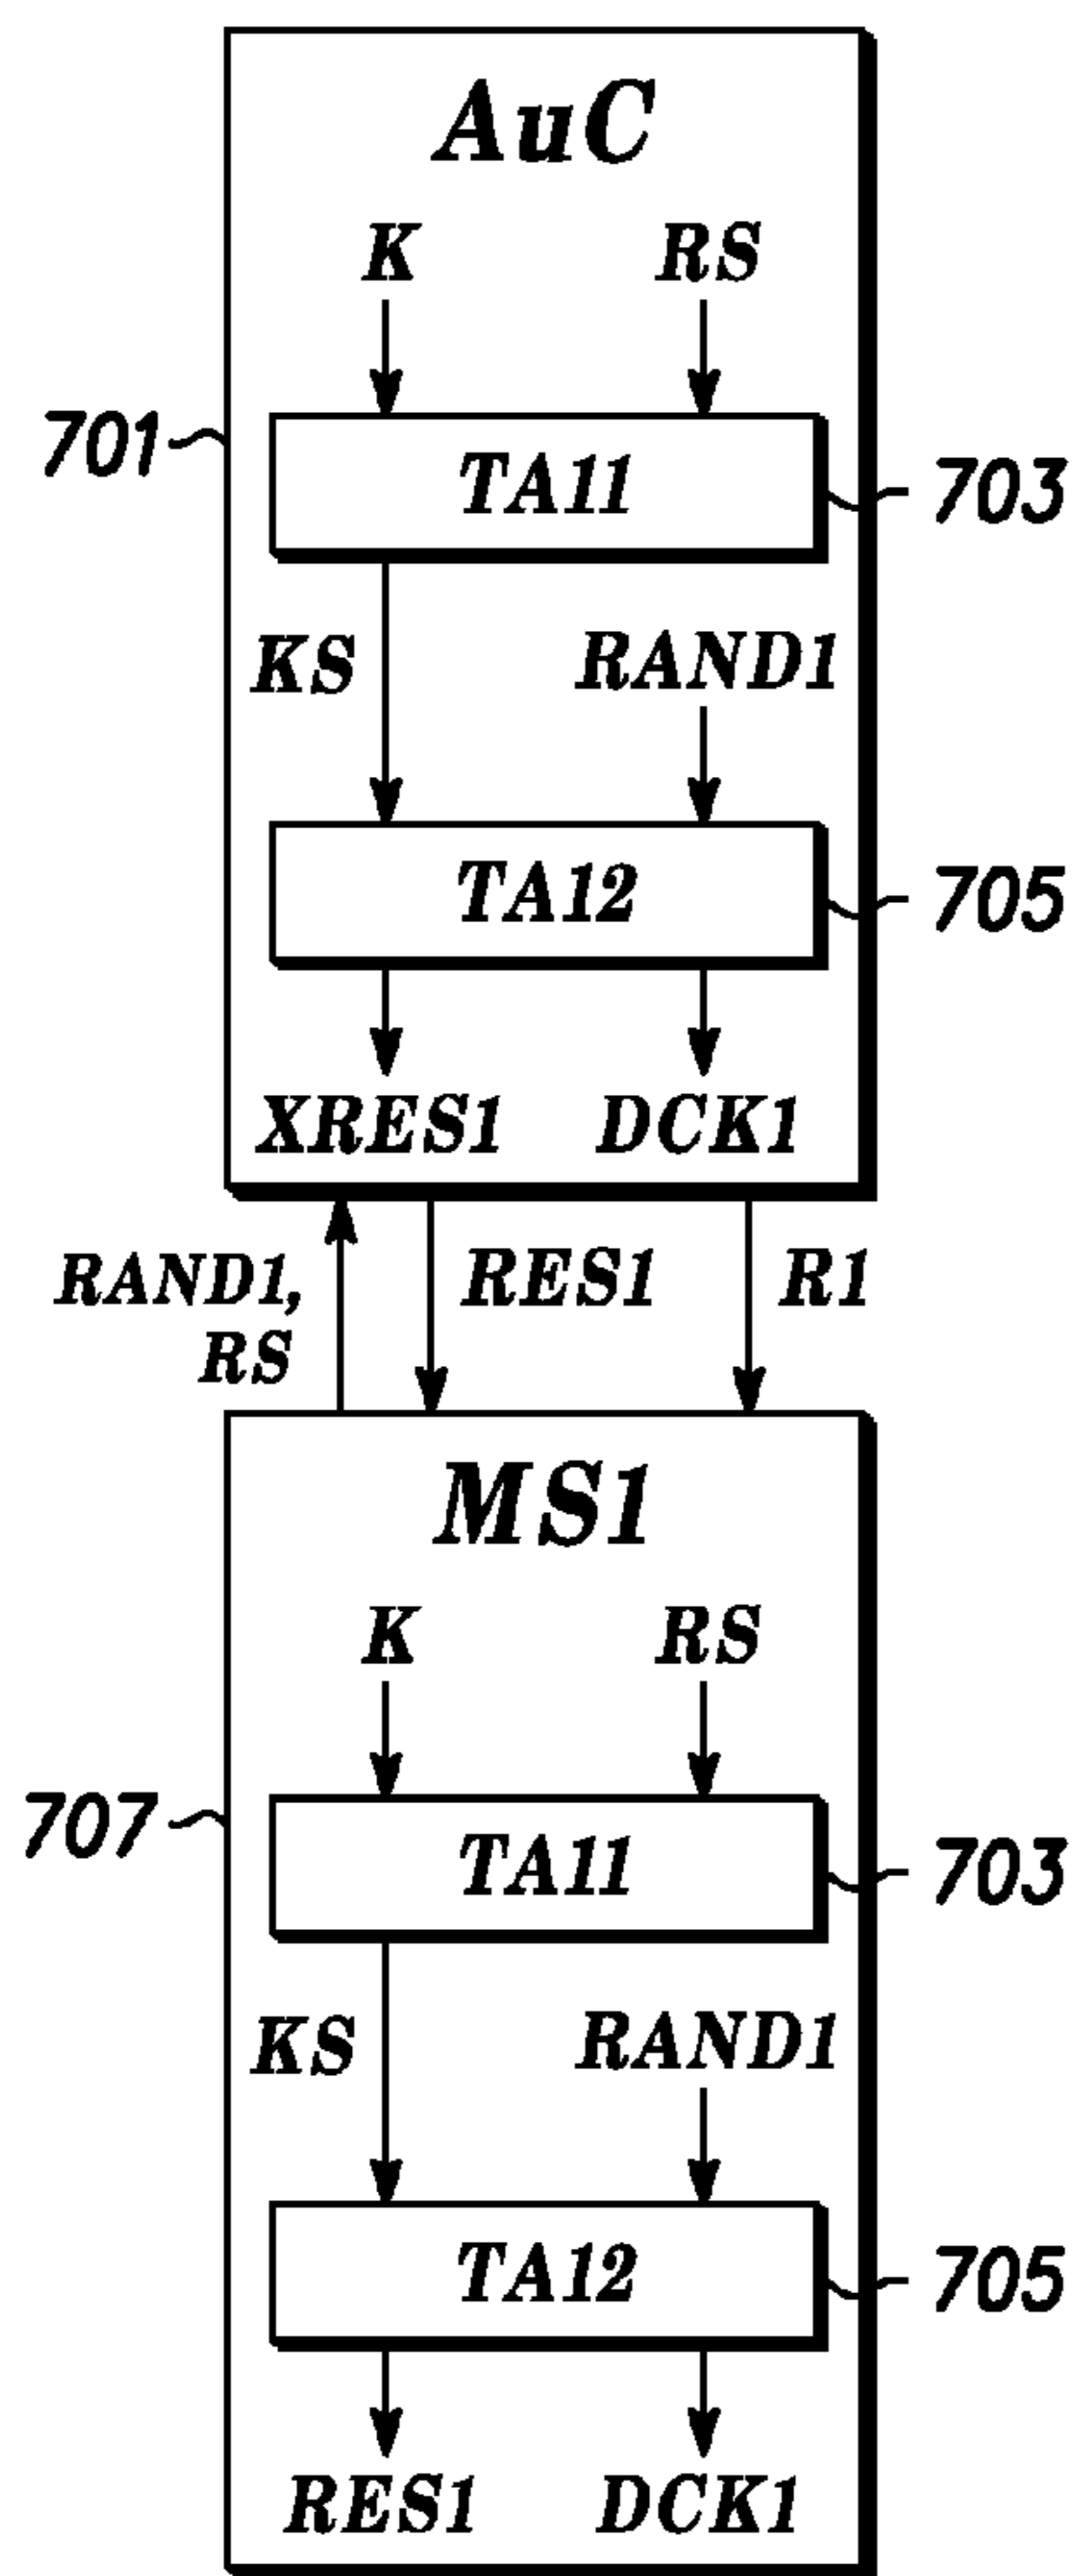 AuC
K RS
701
TA11
703
KS RAND1
TA12
705
XRES1 DCK1
RAND1,
RS
RES1 R1
MS1
K RS
707
TA11
703
KS RAND1
TA12
705
RES1 DCK1